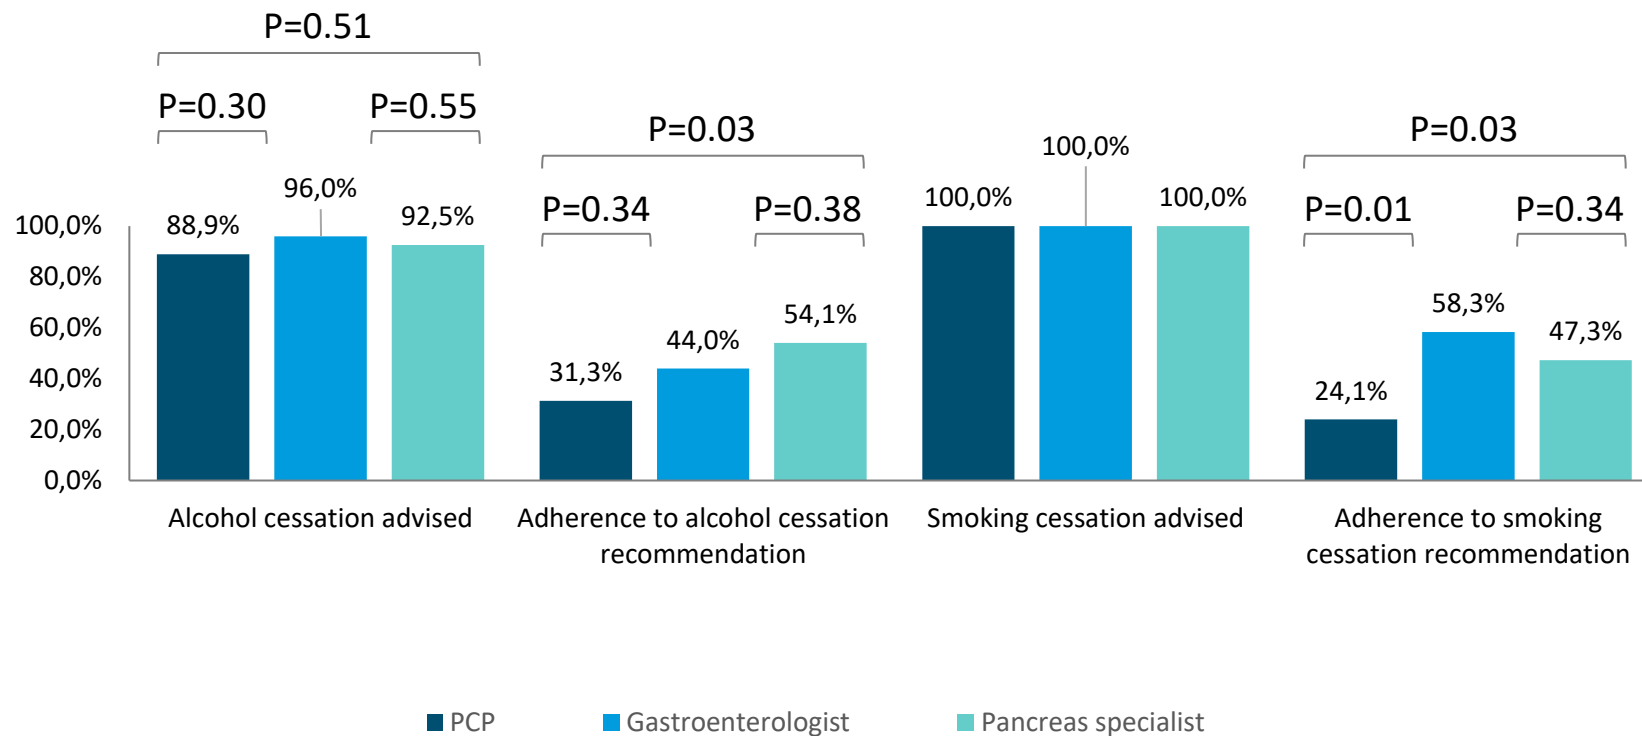 P=0.51
P=0.30
P=0.55
P=0.03
P=0.34
P=0.38
P=0.03
P=0.01
P=0.34
100,0%
80,0%
60,0%
40,0%
20,0%
0,0%
88,9%
96,0%
92,5%
31,3%
44,0%
54,1%
100,0%
100,0%
100,0%
24,1%
58,3%
47,3%
Alcohol cessation advised
Adherence to alcohol cessation
recommendation
Smoking cessation advised
Adherence to smoking
cessation recommendation
PCP
Gastroenterologist
Pancreas specialist